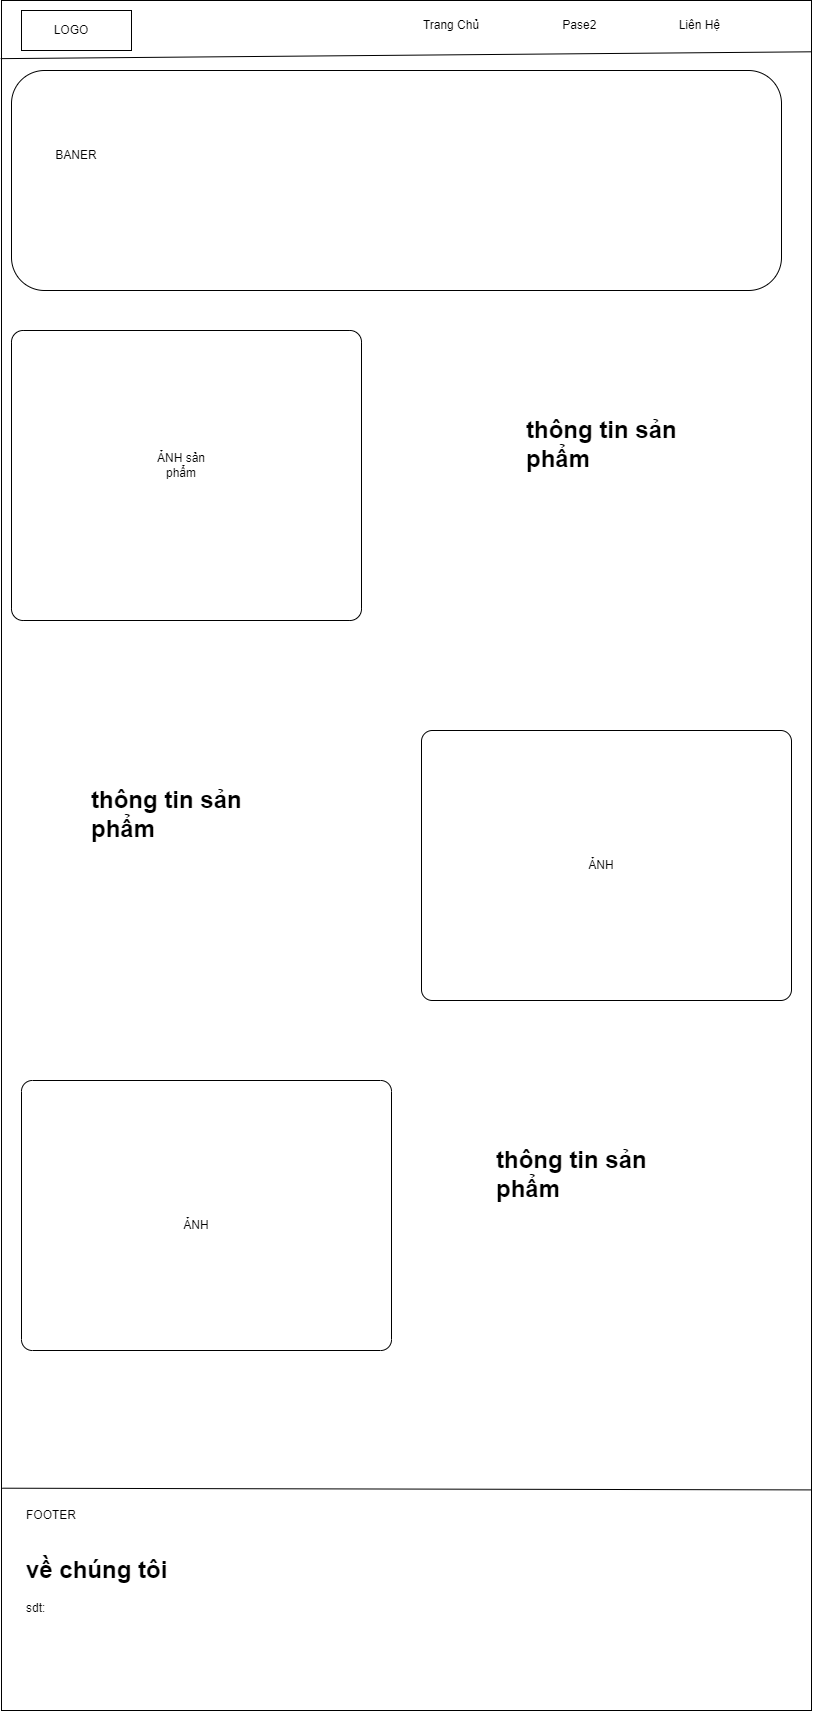 LOGO
Trang Chủ
Pase2
Liên Hệ
BANER
ẢNH sản
phẩm
thông tin sản
phẩm
thông tin sản
phẩm
ẢNH
ẢNH
thông tin sản
phẩm
FOOTER
về chúng tôi
sdt: